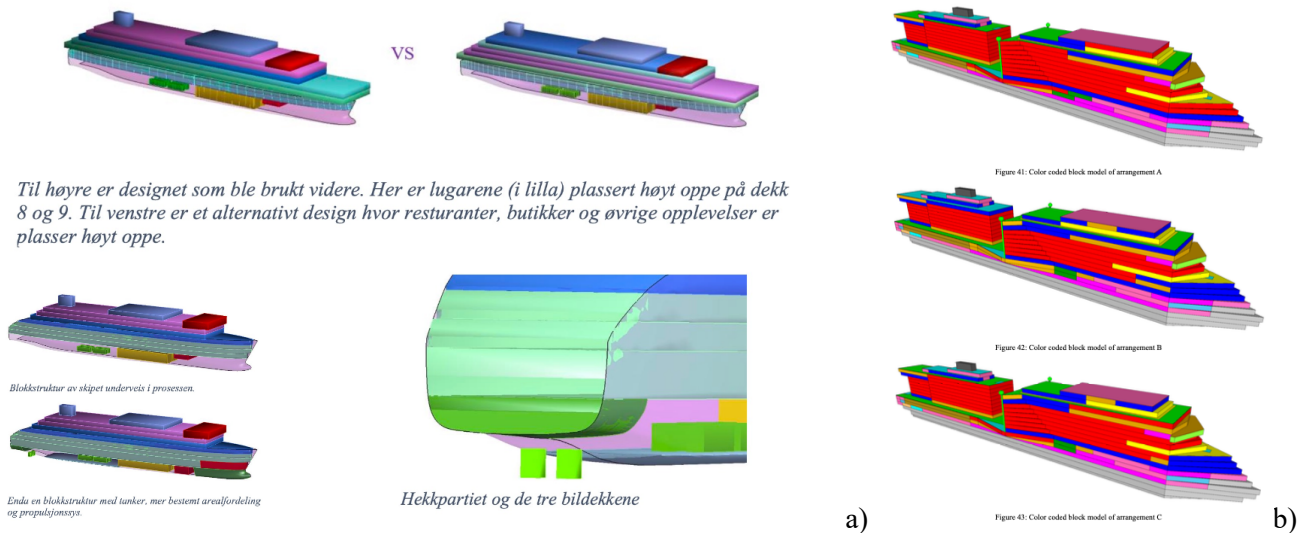 vs
Til høyre er designet som ble brukt videre. Her er lugarene (i lilla) plassert høyt oppe på dekk
8 og 9. Til venstre er et alternativt design hvor resturanter, butikker og øvrige opplevelser er
plasser høyt oppe.
Blokkstruktur av skipet underveis i prosessen.
Enda en blokkstruktur med tanker, mer bestemt arealfordeling
og propulsjonssys.
Hekkpartiet og de tre bildekkene
a)
Figure 41: Color coded block model of arrangement A
Figure 42: Color coded block model of arrangement B
Figure 43: Color coded block model of arrangement C
b)